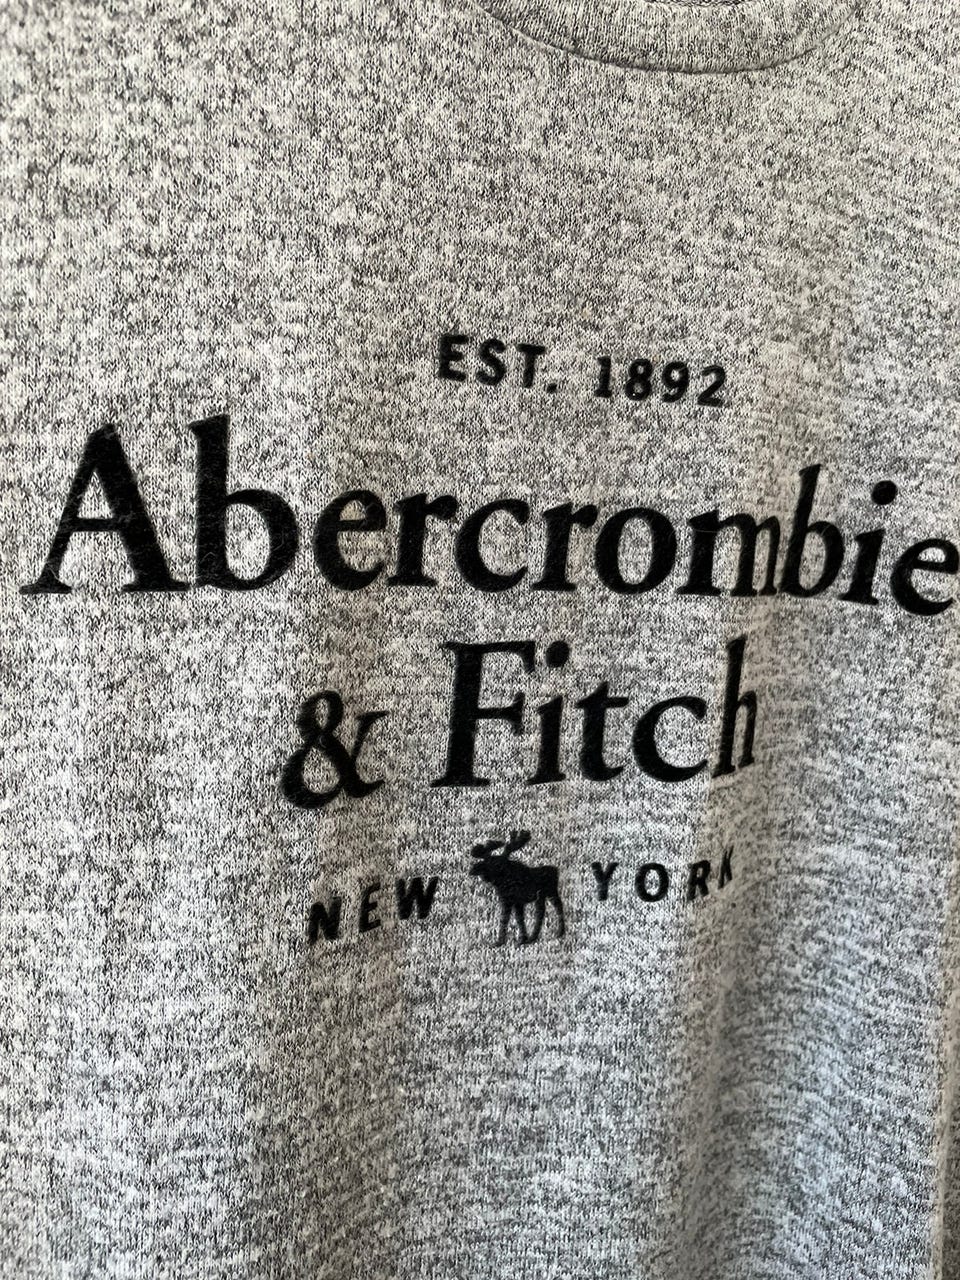 EST. 1892
Abercrombie
& Fitch
NEW YORK